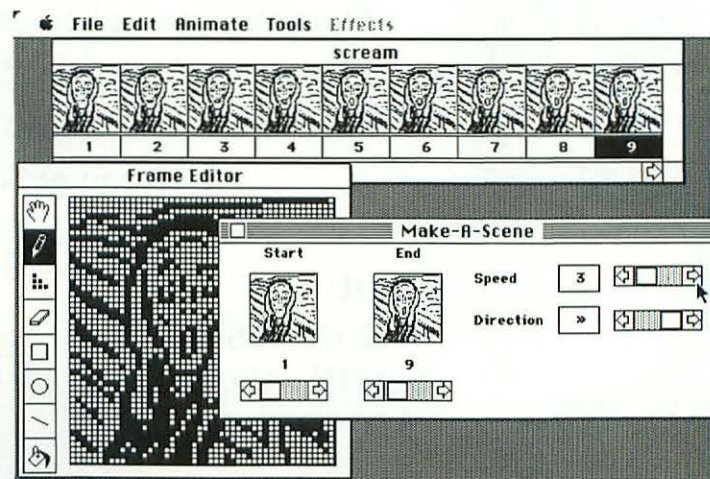 File Edit Animate Tools Effects
scream
1 2 3 4 5 6 7 8 9
Frame Editor
Make-A-Scene
Start End
Speed 3
Direction »
1 9